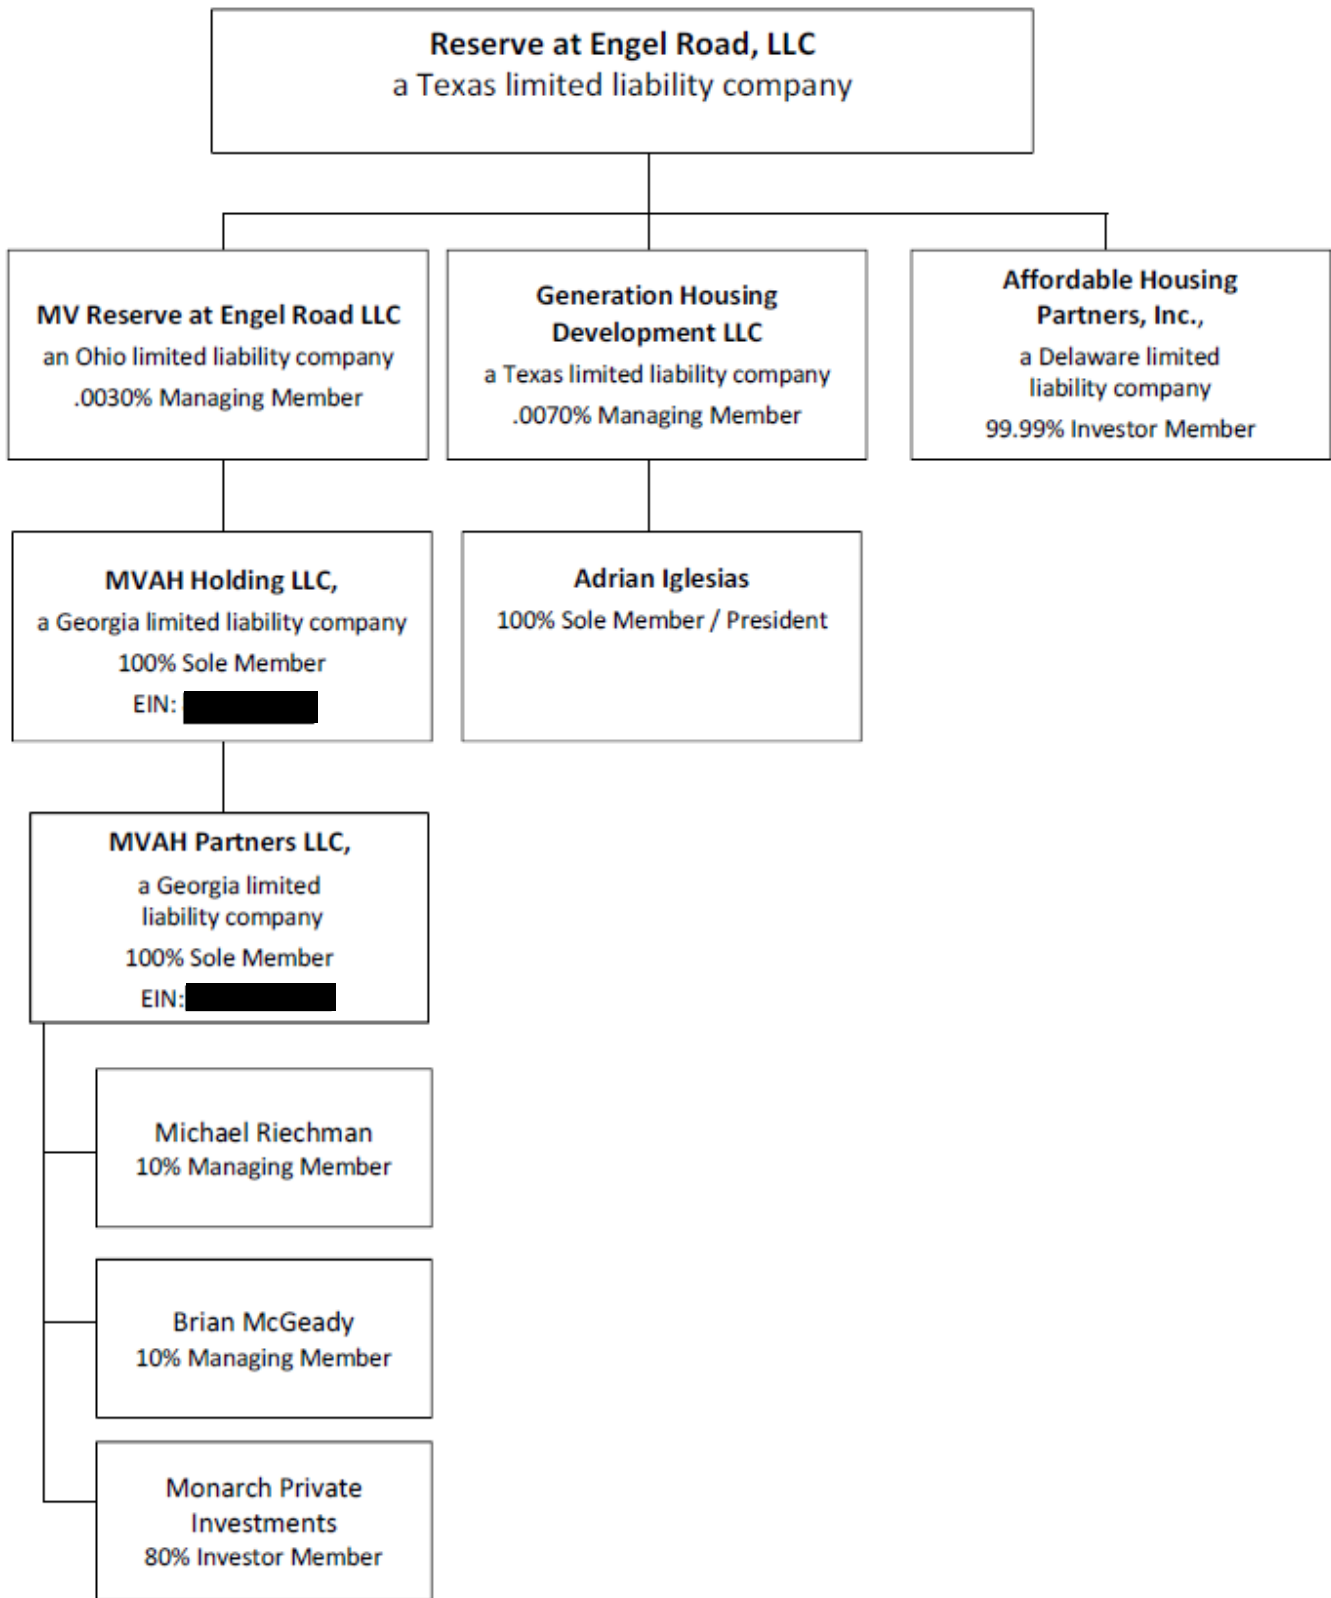 Reserve at Engel Road, LLC
a Texas limited liability company
MV Reserve at Engel Road LLC
an Ohio limited liability company
.0030% Managing Member
Generation Housing
Development LLC
a Texas limited liability company
.0070% Managing Member
Affordable Housing
Partners, Inc.,
a Delaware limited
liability company
99.99% Investor Member
MVAH Holding LLC,
a Georgia limited liability company
100% Sole Member
EIN:
Adrian Iglesias
100% Sole Member / President
MVAH Partners LLC,
a Georgia limited
liability company
100% Sole Member
EIN:
Michael Riechman
10% Managing Member
Brian McGeady
10% Managing Member
Monarch Private
Investments
80% Investor Member